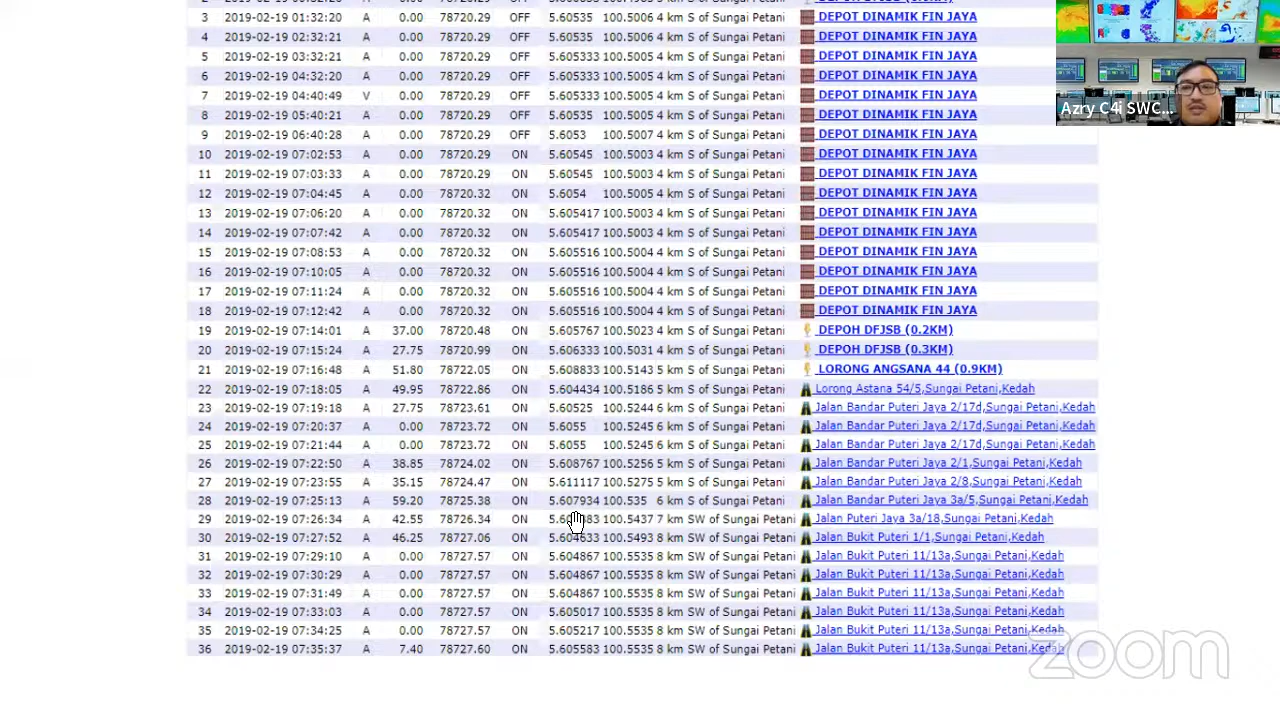 3 2019-02-19 01:32:20 A 0.00 78720.29 OFF 5.60535 100.5006 4 km S of Sungai Petani DEPOT DINAMIK FIN JAYA
4 2019-02-19 02:32:21 A 0.00 78720.29 OFF 5.60535 100.5006 4 km S of Sungai Petani DEPOT DINAMIK FIN JAYA
5 2019-02-19 03:32:21 A 0.00 78720.29 OFF 5.605333 100.5005 4 km S of Sungai Petani DEPOT DINAMIK FIN JAYA
6 2019-02-19 04:32:20 A 0.00 78720.29 OFF 5.605333 100.5005 4 km S of Sungai Petani DEPOT DINAMIK FIN JAYA
7 2019-02-19 04:40:49 V 0.00 78720.29 OFF 5.605333 100.5005 4 km S of Sungai Petani DEPOT DINAMIK FIN JAYA
8 2019-02-19 05:40:21 A 0.00 78720.29 OFF 5.60535 100.5005 4 km S of Sungai Petani DEPOT DINAMIK FIN JAYA
Azry C4i SWC...
9 2019-02-19 06:40:28 A 0.00 78720.29 OFF 5.6053 100.5007 4 km S of Sungai Petani DEPOT DINAMIK FIN JAYA
10 2019-02-19 07:02:53 A 0.00 78720.29 ON 5.60545 100.5003 4 km S of Sungai Petani DEPOT DINAMIK FIN JAYA
11 2019-02-19 07:03:33 A 0.00 78720.29 ON 5.60545 100.5003 4 km S of Sungai Petani DEPOT DINAMIK FIN JAYA
12 2019-02-19 07:04:45 A 0.00 78720.32 ON 5.6054 100.5005 4 km S of Sungai Petani DEPOT DINAMIK FIN JAYA
13 2019-02-19 07:06:20 A 0.00 78720.32 ON 5.605417 100.5003 4 km S of Sungai Petani DEPOT DINAMIK FIN JAYA
14 2019-02-19 07:07:42 A 0.00 78720.32 ON 5.605417 100.5003 4 km S of Sungai Petani DEPOT DINAMIK FIN JAYA
15 2019-02-19 07:08:53 A 0.00 78720.32 ON 5.605516 100.5004 4 km S of Sungai Petani DEPOT DINAMIK FIN JAYA
16 2019-02-19 07:10:05 A 0.00 78720.32 ON 5.605516 100.5004 4 km S of Sungai Petani DEPOT DINAMIK FIN JAYA
17 2019-02-19 07:11:24 A 0.00 78720.32 ON 5.605516 100.5004 4 km S of Sungai Petani DEPOT DINAMIK FIN JAYA
18 2019-02-19 07:12:42 A 0.00 78720.32 ON 5.605516 100.5004 4 km S of Sungai Petani DEPOT DINAMIK FIN JAYA
19 2019-02-19 07:14:01 A 37.00 78720.48 ON 5.605767 100.5023 4 km S of Sungai Petani DEPOH DFJSB (0.2KM)
20 2019-02-19 07:15:24 A 27.75 78720.99 ON 5.606333 100.5031 4 km S of Sungai Petani DEPOH DFJSB (0.3KM)
21 2019-02-19 07:16:48 A 51.80 78722.05 ON 5.608833 100.5143 5 km S of Sungai Petani LORONG ANGSANA 44 (0.9KM)
22 2019-02-19 07:18:05 A 49.95 78722.86 ON 5.604434 100.5186 5 km S of Sungai Petani Lorong Astana 54/5,Sungai Petani,Kedah
23 2019-02-19 07:19:18 A 27.75 78723.61 ON 5.60525 100.5244 6 km S of Sungai Petani Jalan Bandar Puteri Jaya 2/17d,Sungai Petani,Kedah
24 2019-02-19 07:20:37 A 0.00 78723.72 ON 5.6055 100.5245 6 km S of Sungai Petani Jalan Bandar Puteri Jaya 2/17d,Sungai Petani,Kedah
25 2019-02-19 07:21:44 A 0.00 78723.72 ON 5.6055 100.5245 6 km S of Sungai Petani Jalan Bandar Puteri Jaya 2/17d,Sungai Petani,Kedah
26 2019-02-19 07:22:50 A 38.85 78724.02 ON 5.608767 100.5256 5 km S of Sungai Petani Jalan Bandar Puteri Jaya 2/1,Sungai Petani,Kedah
27 2019-02-19 07:23:55 A 35.15 78724.47 ON 5.611117 100.5275 5 km S of Sungai Petani Jalan Bandar Puteri Jaya 2/8,Sungai Petani,Kedah
28 2019-02-19 07:25:13 A 59.20 78725.38 ON 5.607934 100.535 6 km S of Sungai Petani Jalan Bandar Puteri Jaya 3a/5,Sungai Petani,Kedah
29 2019-02-19 07:26:34 A 42.55 78726.34 ON 100.5437 7 km SW of Sungai Petani Jalan Puteri Jaya 3a/18,Sungai Petani,Kedah
30 2019-02-19 07:27:52 A 46.25 78727.06 ON 5.604633 100.5493 8 km SW of Sungai Petani Jalan Bukit Puteri 1/1,Sungai Petani,Kedah
31 2019-02-19 07:29:10 A 0.00 78727.57 ON 5.604867 100.5535 8 km SW of Sungai Petani Jalan Bukit Puteri 11/13a,Sungai Petani,Kedah
32 2019-02-19 07:30:29 A 0.00 78727.57 ON 5.604867 100.5535 8 km SW of Sungai Petani Jalan Bukit Puteri 11/13a,Sungai Petani,Kedah
33 2019-02-19 07:31:49 A 0.00 78727.57 ON 5.604867 100.5535 8 km SW of Sungai Petani Jalan Bukit Puteri 11/13a,Sungai Petani,Kedah
34 2019-02-19 07:33:03 A 0.00 78727.57 ON 5.605017 100.5535 8 km SW of Sungai Petani Jalan Bukit Puteri 11/13a,Sungai Petani,Kedah
35 2019-02-19 07:34:25 A 0.00 78727.57 ON 5.605217 100.5535 8 km SW of Sungai Petani Jalan Bukit Puteri 11/13a,Sungai Petani,Kedah
36 2019-02-19 07:35:37 A 7.40 78727.60 ON 5.605583 100.5535 8 km SW of Sungai Petani Jalan Bukit Puteri 11/13a,Sungai Petani,Kedah
zoom